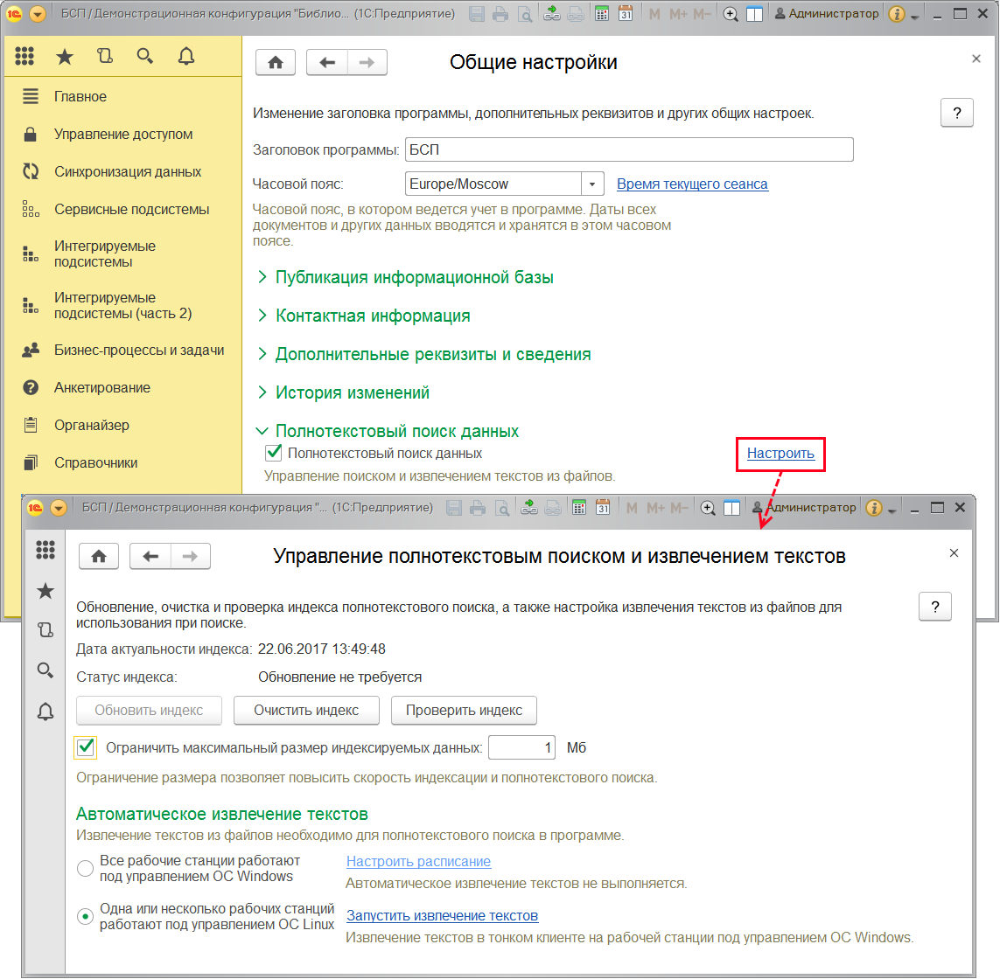 БСП / Демонстрационная конфигурация "Библио... (1С:Предприятие)
31
M M+ M-
Администратор
Общие настройки
Главное
Управление доступом
Синхронизация данных
Сервисные подсистемы
Интегрируемые
подсистемы
Интегрируемые
подсистемы (часть 2)
Бизнес-процессы и задачи
Анкетирование
Органайзер
Справочники
Изменение заголовка программы, дополнительных реквизитов и других общих настроек.
?
Заголовок программы: БСП
Часовой пояс: Europe/Moscow Время текущего сеанса
Часовой пояс, в котором ведется учет в программе. Даты всех
документов и других данных вводятся и хранятся в этом часовом
поясе.
Публикация информационной базы
Контактная информация
Дополнительные реквизиты и сведения
История изменений
Полнотекстовый поиск данных
Полнотекстовый поиск данных Настроить
Управление поиском и извлечением текстов из файлов.
БСП / Демонстрационная конфигурация "... (1С:Предприятие)
31
M M+ M-
Администратор
Управление полнотекстовым поиском и извлечением текстов
Обновление, очистка и проверка индекса полнотекстового поиска, а также настройка извлечения текстов из файлов для
использования при поиске.
?
Дата актуальности индекса: 22.06.2017 13:49:48
Статус индекса: Обновление не требуется
Обновить индекс Очистить индекс Проверить индекс
Ограничить максимальный размер индексируемых данных: 1 Мб
Ограничение размера позволяет повысить скорость индексации и полнотекстового поиска.
Автоматическое извлечение текстов
Извлечение текстов из файлов необходимо для полнотекстового поиска в программе.
Все рабочие станции работают
под управлением ОС Windows
Настроить расписание
Автоматическое извлечение текстов не выполняется.
Одна или несколько рабочих станций
работают под управлением ОС Linux
Запустить извлечение текстов
Извлечение текстов в тонком клиенте на рабочей станции под управлением ОС Windows.